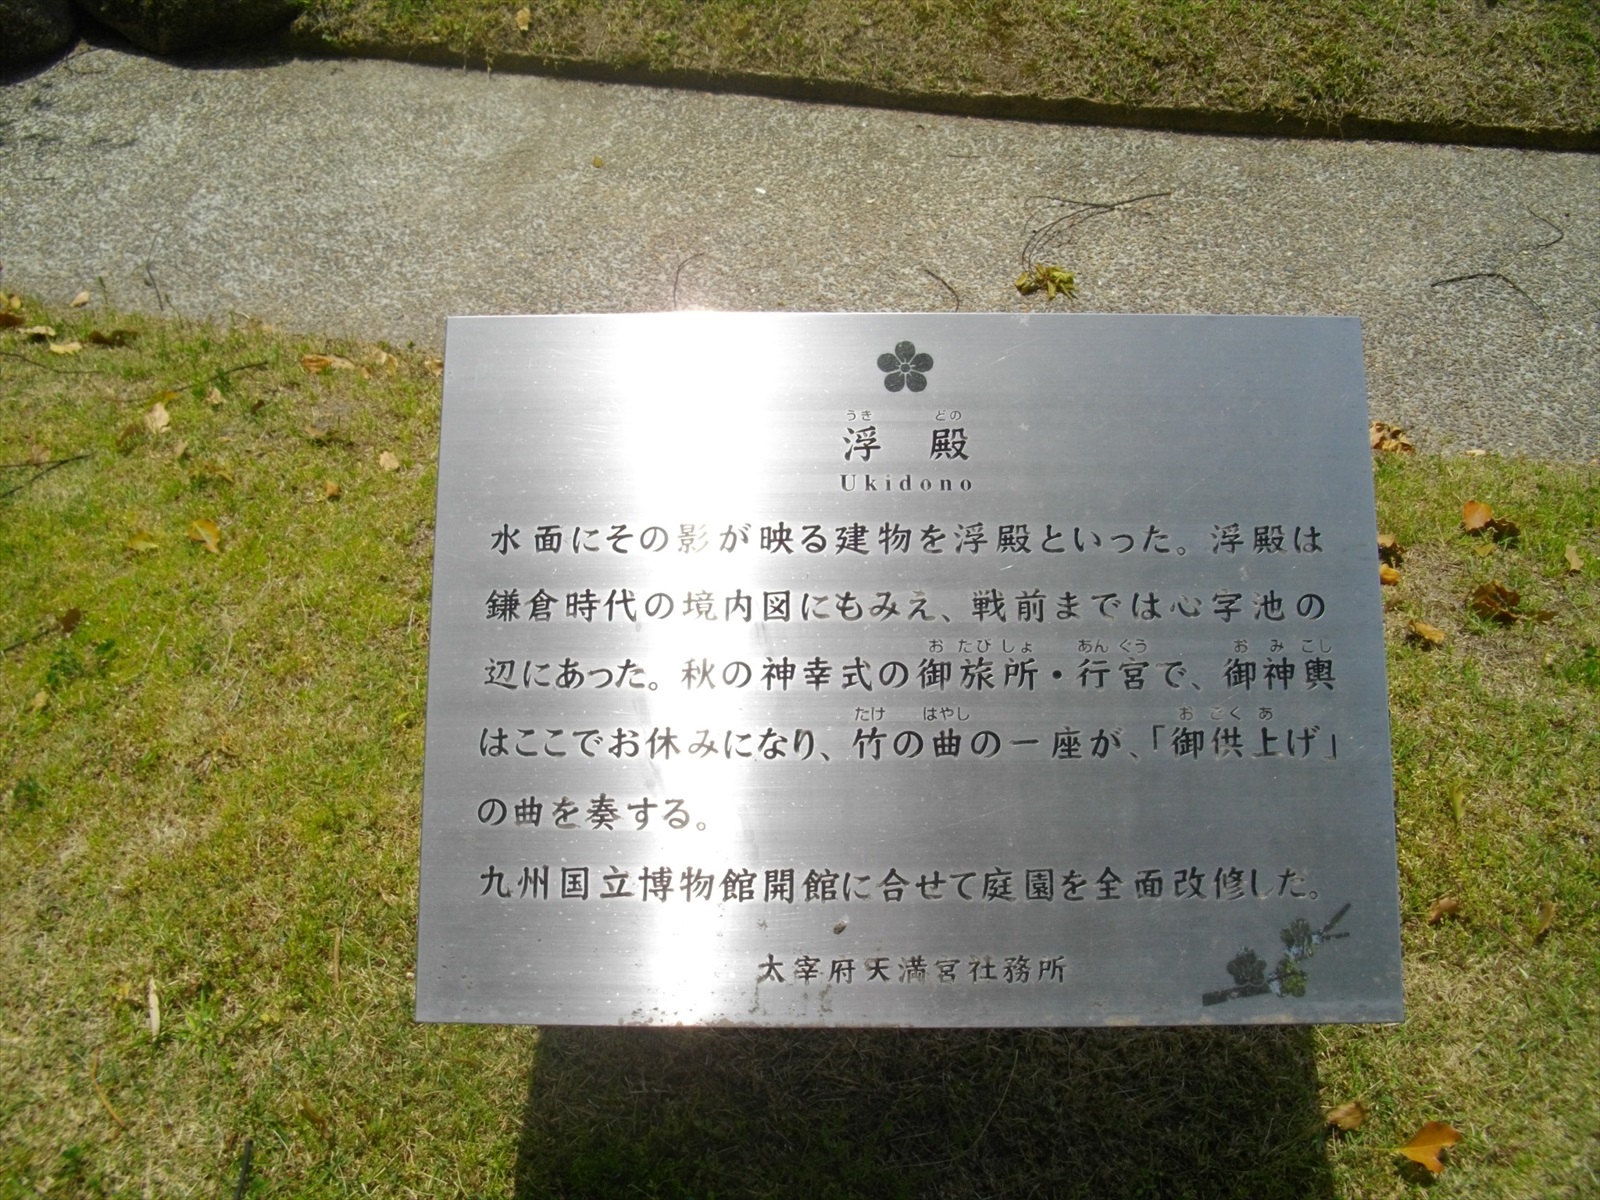 うき どの
浮 殿
Ukidono
水面にその影が映る建物を浮殿といった。浮殿は
鎌倉時代の境内図にもみえ、戦前までは心字池の
おたびしょ あんぐう おみこし
辺にあった。秋の神幸式の御旅所・行宮で、御神輿
たけ はやし おごくあ
はここでお休みになり、竹の曲の一座が、「御供上げ」
の曲を奏する。
九州国立博物館開館に合せて庭園を全面改修した。
太宰府天満宮社務所